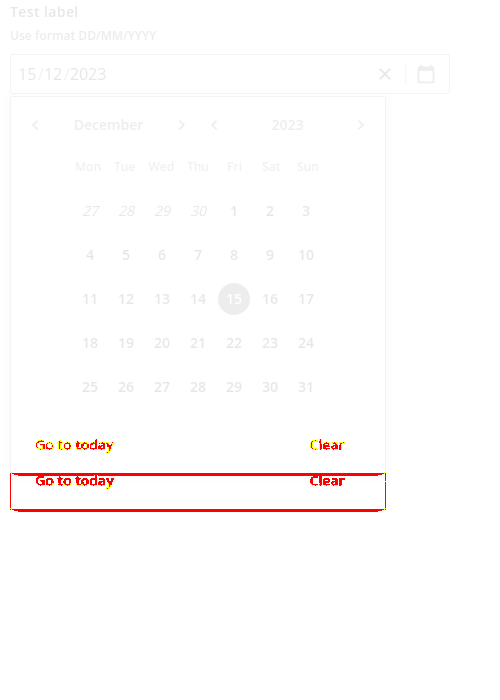 Test label
Use format DD/MM/YYYY
15/12/2023
December 2023
Mon Tue Wed Thu Fri Sat Sun
27 28 29 30 1 2 3
4 5 6 7 8 9 10
11 12 13 14 15 16 17
18 19 20 21 22 23 24
25 26 27 28 29 30 31
Go to today Clear
Go to today Clear